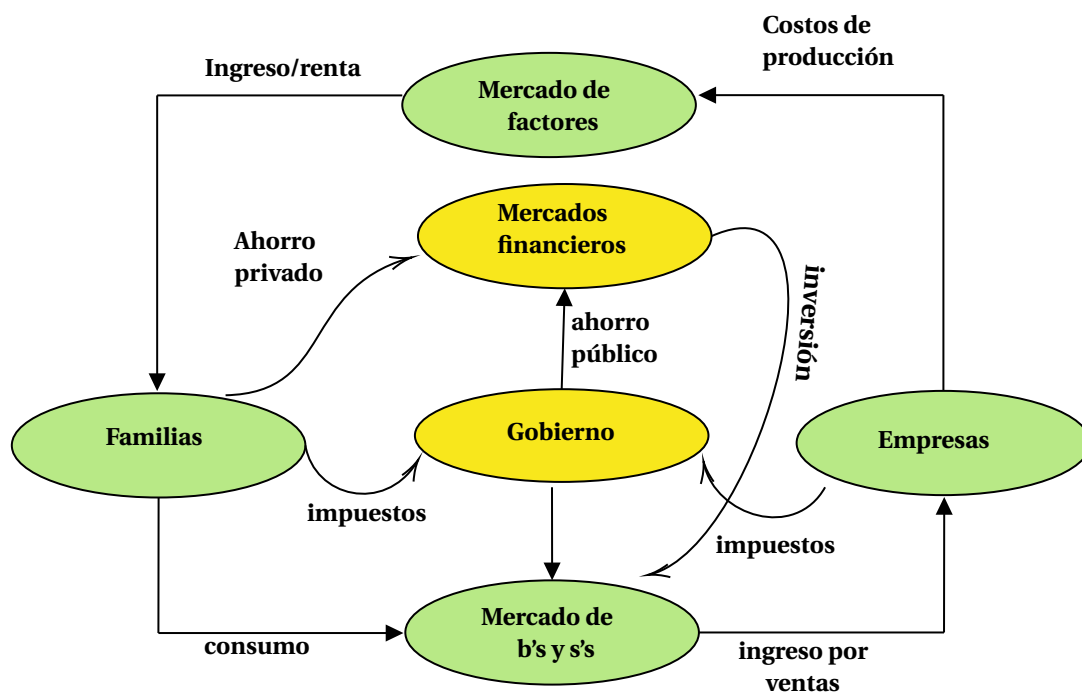 Costos de
producción
Ingreso/renta
Mercado de
factores
Mercados
financieros
Ahorro
privado
inversión
ahorro
público
Familias
Gobierno
Empresas
impuestos
impuestos
Mercado de
b's y s's
consumo
ingreso por
ventas